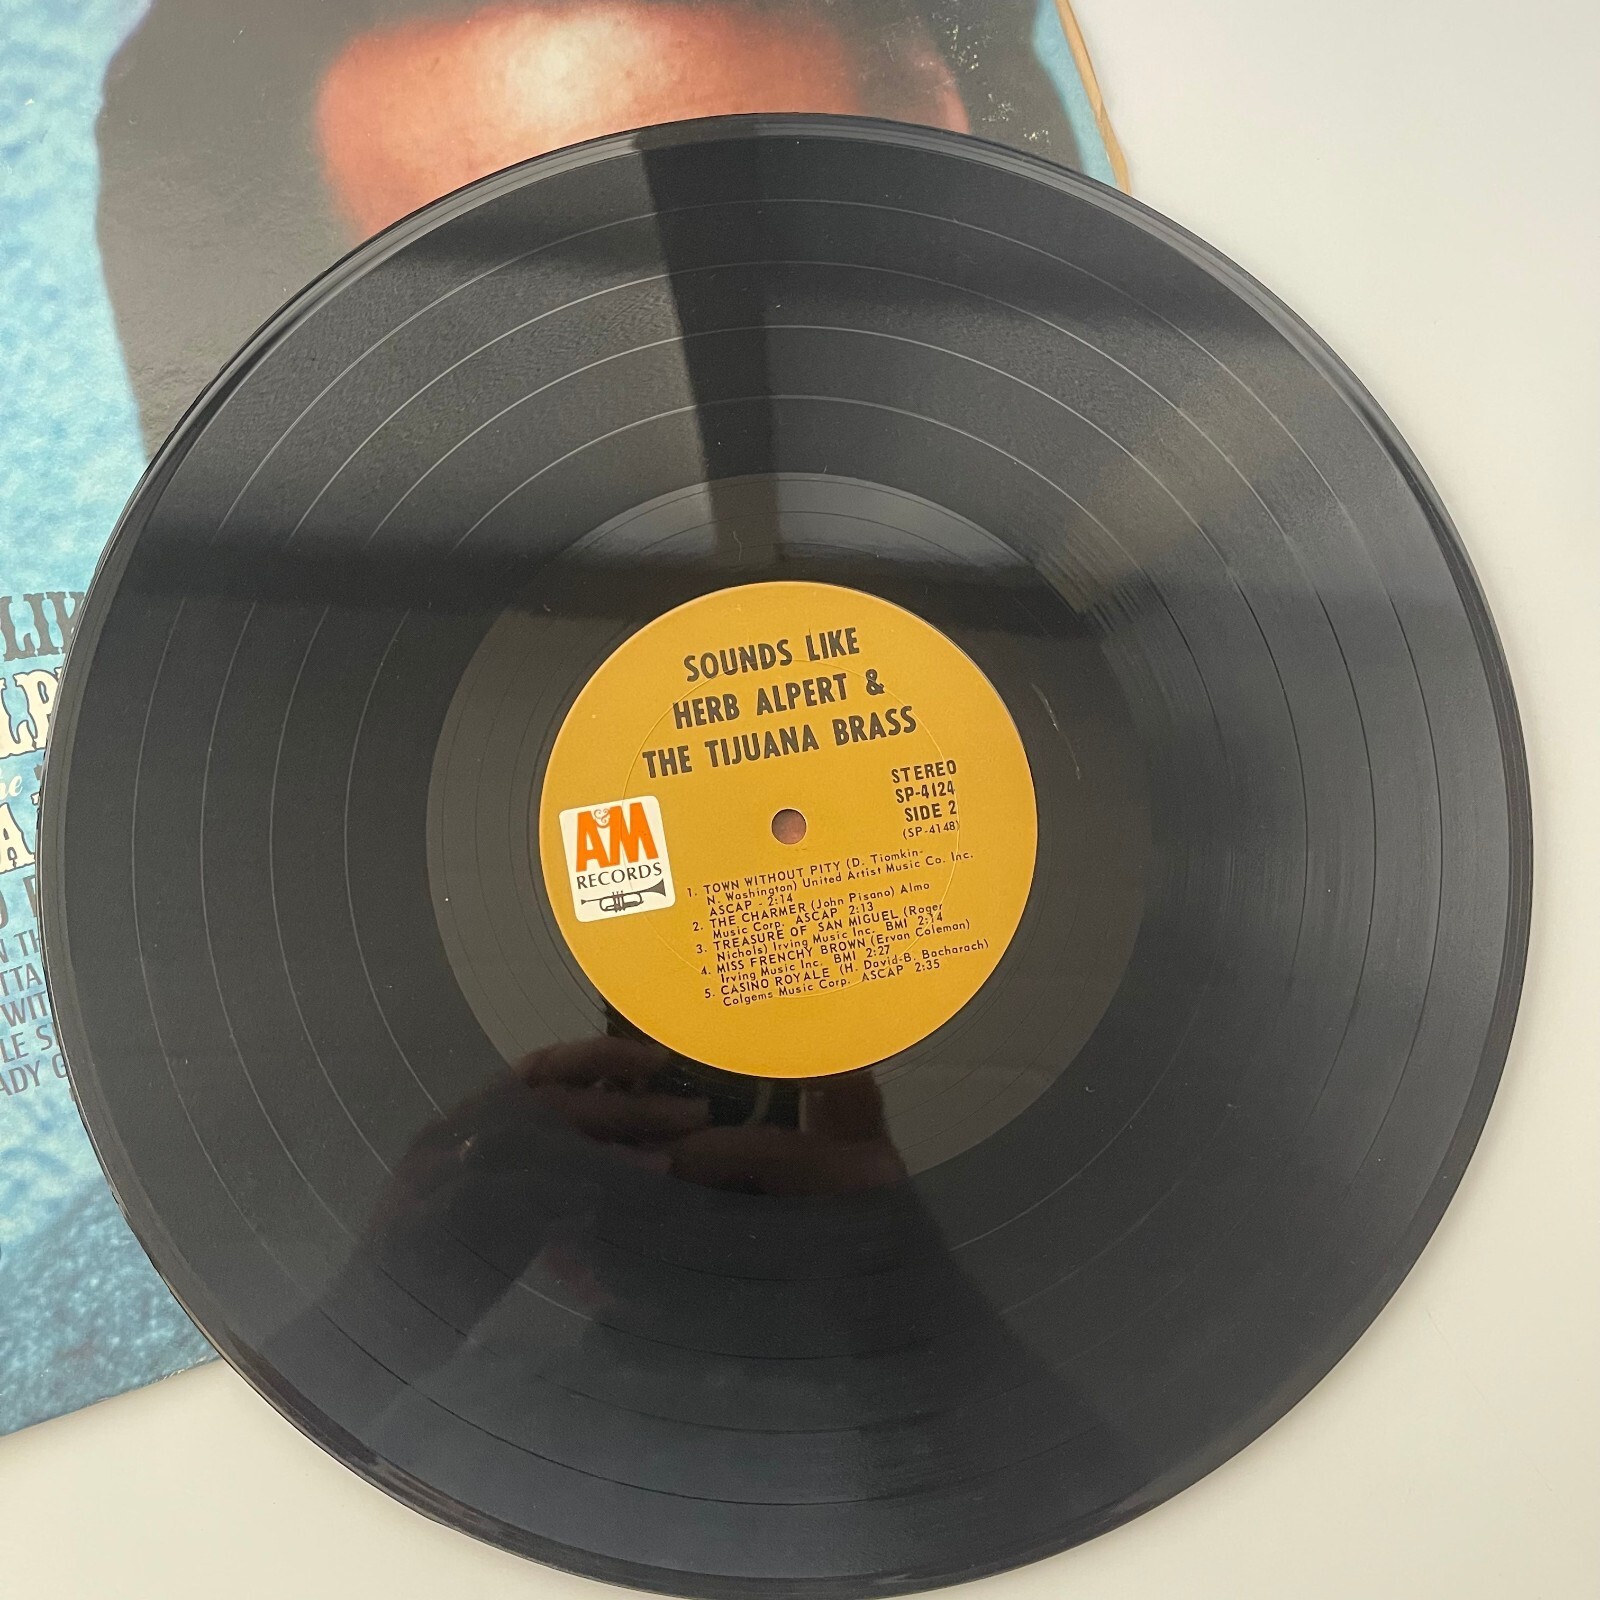 SOUNDS LIKE
HERB ALPERT &
THE TIJUANA BRASS
STEREO
SP-4124
SIDE 2
(SP-4148)
A&M
RECORDS
1. TOWN WITHOUT PITY (D. Tiomkin-
N. Washington) United Artist Music Co. Inc.
ASCAP - 2:14
2. THE CHARMER (John Pisano) Almo
Music Corp. ASCAP 2:13
3. TREASURE OF SAN MIGUEL (Roger
Nichols) Irving Music Inc. BMI 2:14
4. MISS FRENCHY BROWN (Ervan Coleman)
Irving Music Inc. BMI 2:27
5. CASINO ROYALE (H. David-B. Bacharach)
Colgems Music Corp. ASCAP 2:35